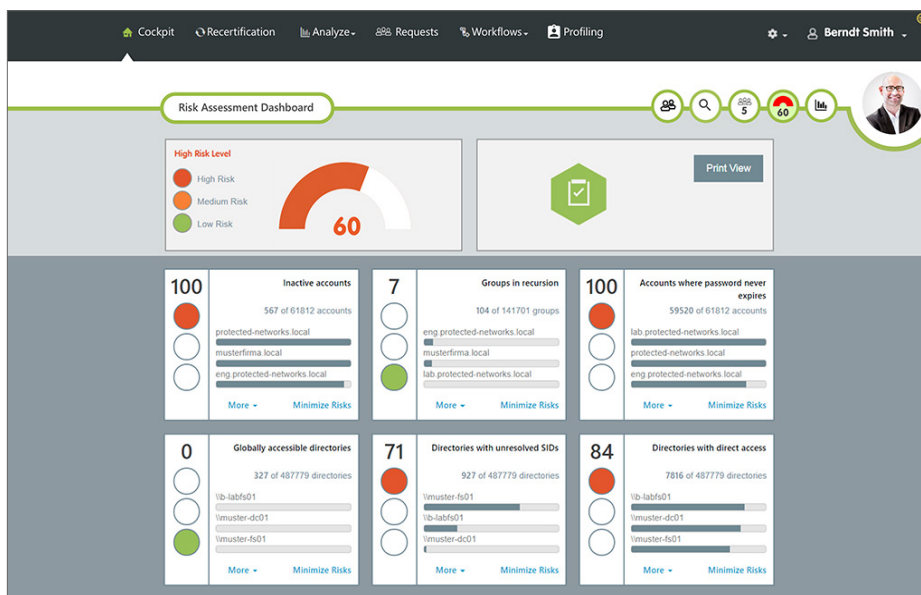 Cockpit Recertification Analyze Requests Workflows Profiling Berndt Smith
Risk Assessment Dashboard
5
60
High Risk Level
High Risk
Medium Risk
Low Risk
60
Print View
100
Inactive accounts
567 of 61812 accounts
protected-networks.local
musterfirma.local
eng.protected-networks.local
More Minimize Risks
7
Groups in recursion
104 of 141701 groups
eng.protected-networks.local
musterfirma.local
lab.protected-networks.local
More Minimize Risks
100
Accounts where password never
expires
59520 of 61812 accounts
lab.protected-networks.local
protected-networks.local
eng.protected-networks.local
More Minimize Risks
0
Globally accessible directories
327 of 487779 directories
\\b-labfs01
\\muster-dc01
\\muster-fs01
More Minimize Risks
71
Directories with unresolved SIDs
927 of 487779 directories
\\muster-fs01
\\b-labfs01
\\muster-dc01
More Minimize Risks
84
Directories with direct access
7816 of 487779 directories
\\b-labfs01
\\muster-dc01
\\muster-fs01
More Minimize Risks